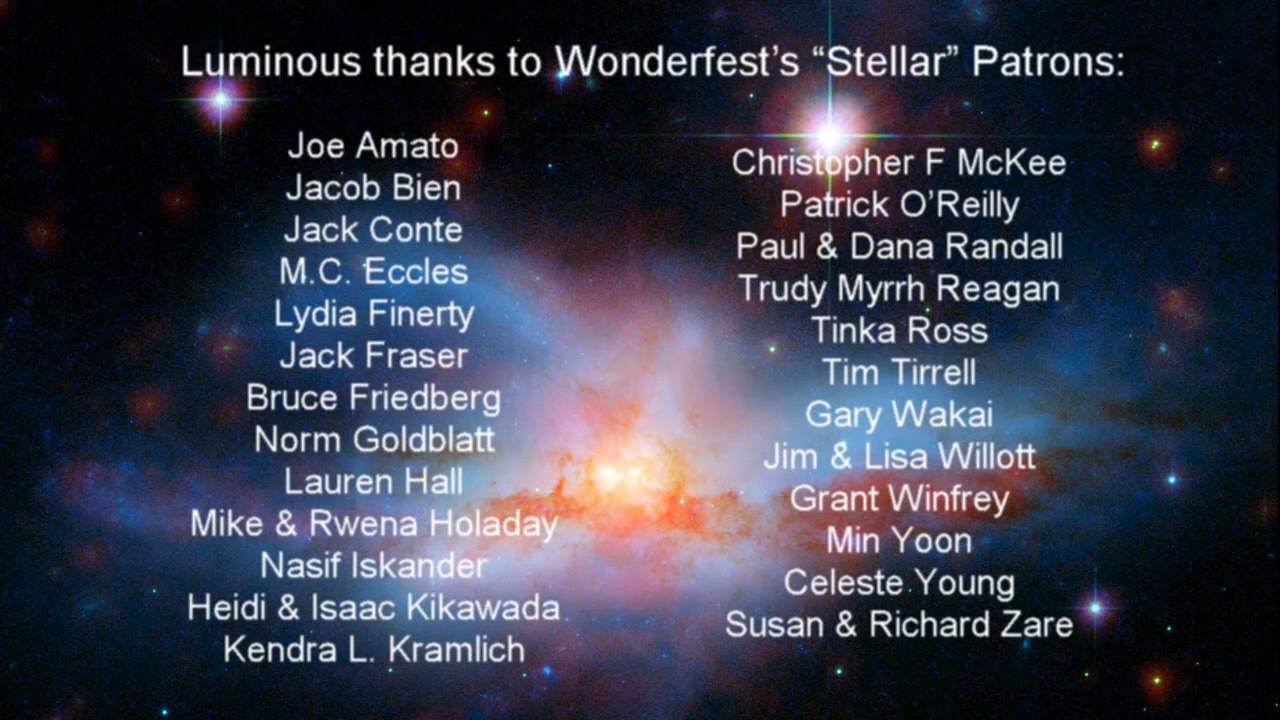 Luminous thanks to Wonderfest’s “Stellar” Patrons:
Joe Amato
Jacob Bien
Jack Conte
M.C. Eccles
Lydia Finerty
Jack Fraser
Bruce Friedberg
Norm Goldblatt
Lauren Hall
Mike & Rwena Holaday
Nasif Iskander
Heidi & Isaac Kikawada
Kendra L. Kramlich
Christopher F McKee
Patrick O’Reilly
Paul & Dana Randall
Trudy Myrrh Reagan
Tinka Ross
Tim Tirrell
Gary Wakai
Jim & Lisa Willott
Grant Winfrey
Min Yoon
Celeste Young
Susan & Richard Zare